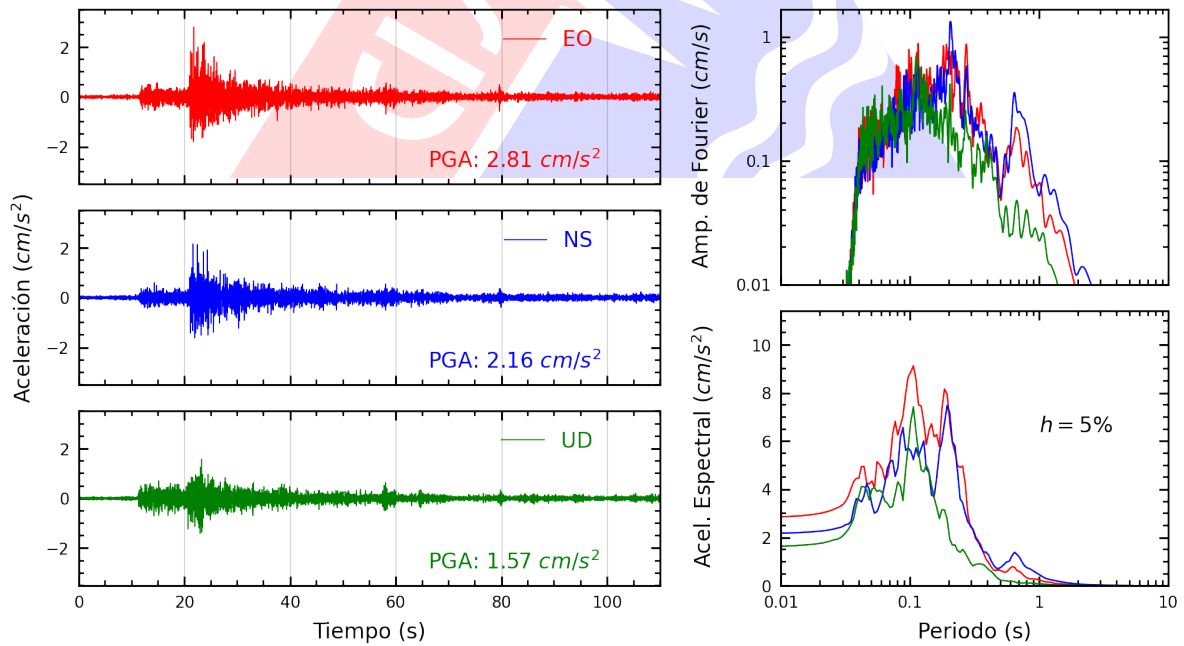 Aceleración (cm/s²)
2
0
−2
EO
PGA: 2.81 cm/s²
2
0
−2
NS
PGA: 2.16 cm/s²
2
0
−2
UD
PGA: 1.57 cm/s²
0 20 40 60 80 100
Tiempo (s)
Amp. de Fourier (cm/s)
1
0.1
0.01
Acel. Espectral (cm/s²)
10
8
6
4
2
0
h = 5%
0.01 0.1 1 10
Periodo (s)